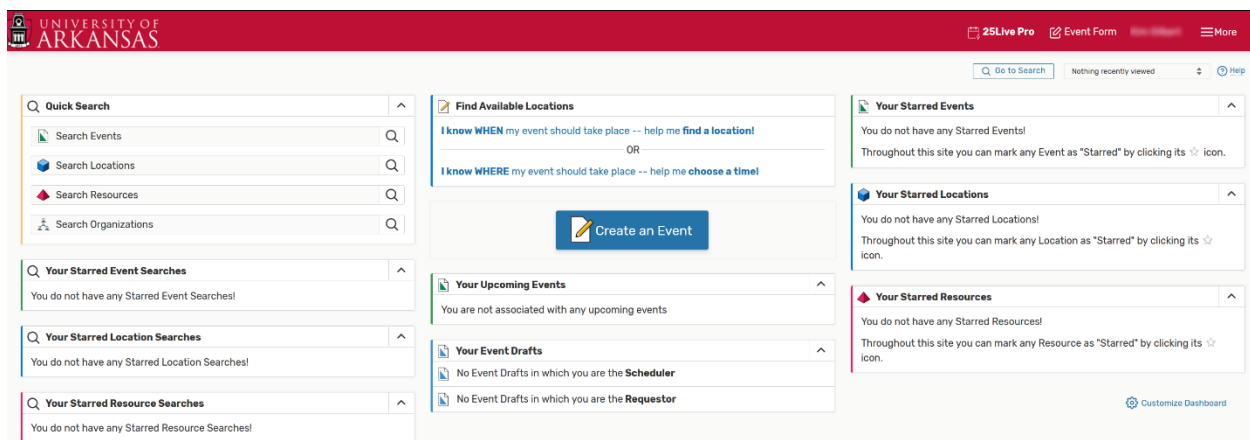 UNIVERSITY OF
ARKANSAS
25Live Pro
Event Form
More
Go to Search
Nothing recently viewed
Help
Quick Search
Search Events
Search Locations
Search Resources
Search Organizations
Your Starred Event Searches
You do not have any Starred Event Searches!
Your Starred Location Searches
You do not have any Starred Location Searches!
Your Starred Resource Searches
You do not have any Starred Resource Searches!
Find Available Locations
I know WHEN my event should take place -- help me find a location!
OR
I know WHERE my event should take place -- help me choose a time!
Create an Event
Your Upcoming Events
You are not associated with any upcoming events
Your Event Drafts
No Event Drafts in which you are the Scheduler
No Event Drafts in which you are the Requestor
Your Starred Events
You do not have any Starred Events!
Throughout this site you can mark any Event as "Starred" by clicking its ☆ icon.
Your Starred Locations
You do not have any Starred Locations!
Throughout this site you can mark any Location as "Starred" by clicking its ☆
icon.
Your Starred Resources
You do not have any Starred Resources!
Throughout this site you can mark any Resource as "Starred" by clicking its ☆
icon.
Customize Dashboard